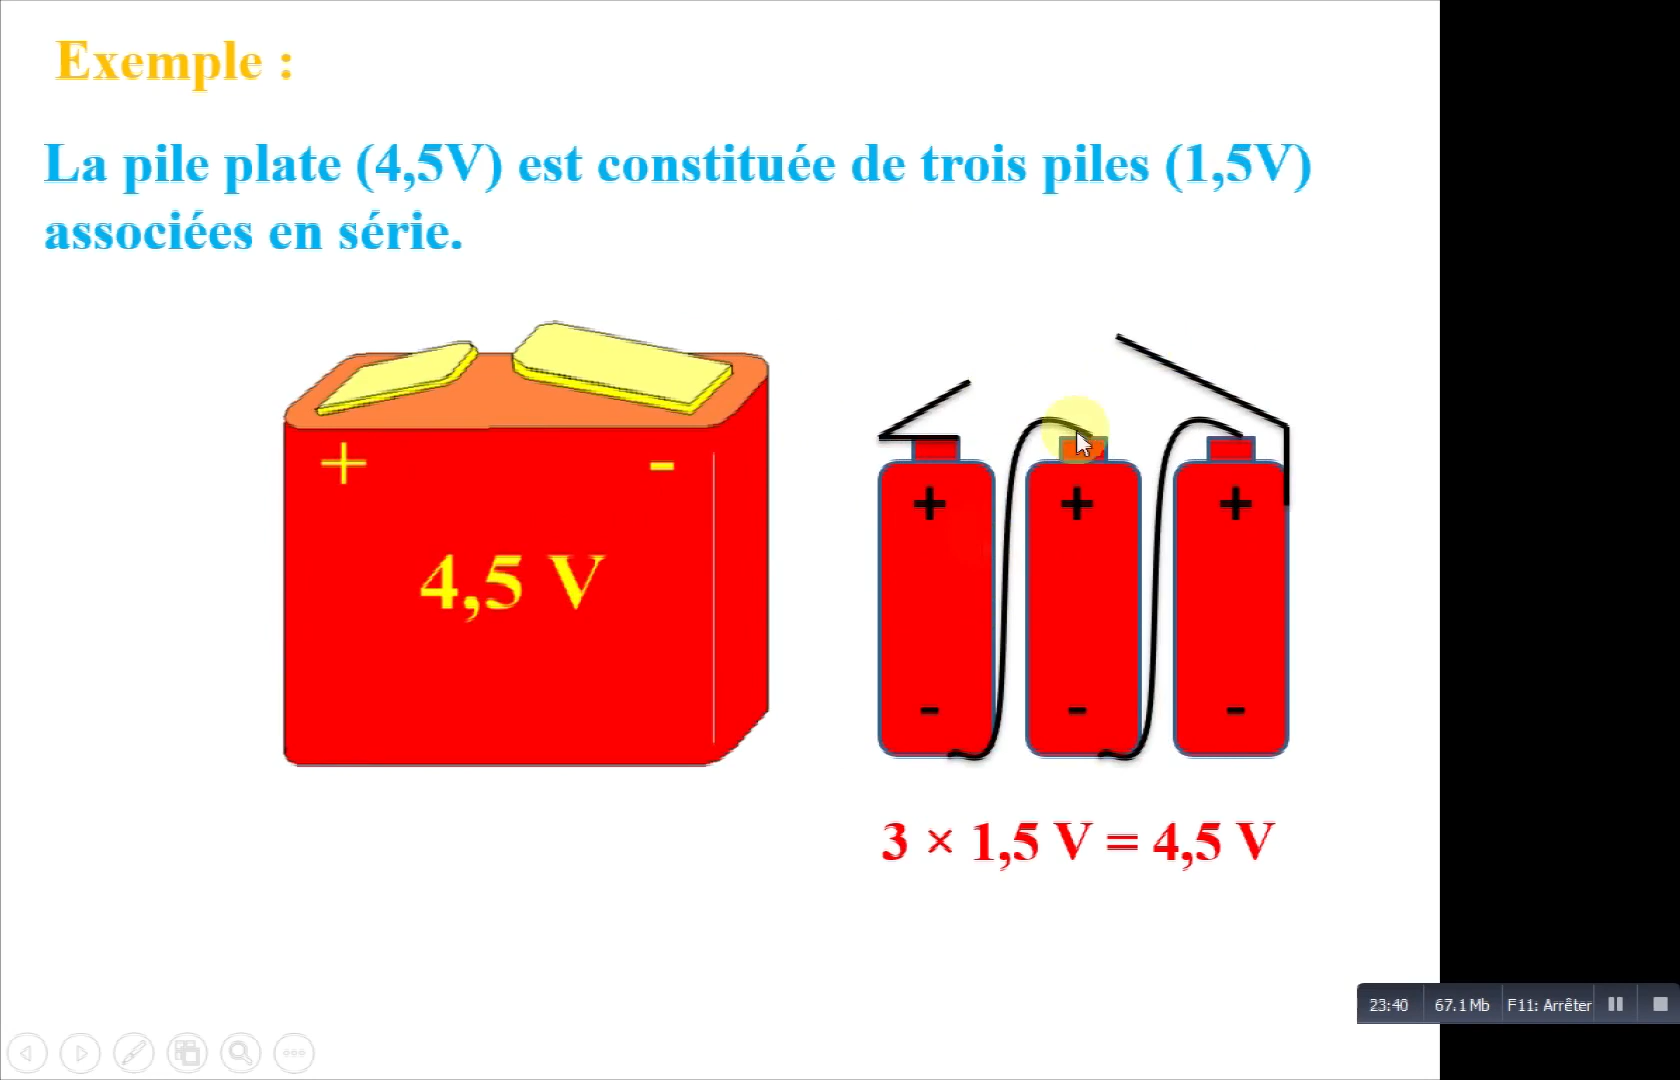 Exemple :
La pile plate (4,5V) est constituée de trois piles (1,5V)
associées en série.
+ -
4,5 V
+ + +
- - -
3 × 1,5 V = 4,5 V
23:40 67.1 Mb F11: Arrêter